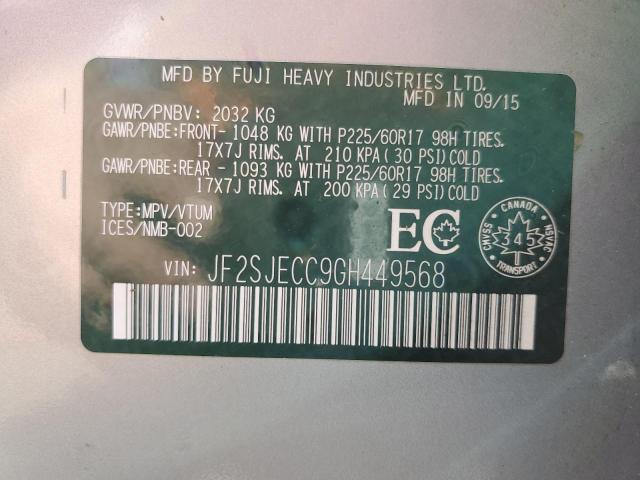 MFD BY FUJI HEAVY INDUSTRIES LTD.
MFD IN 09/15
GVWR/PNBV: 2032 KG
GAWR/PNBE:FRONT- 1048 KG WITH P225/60R17 98H TIRES.
17X7J RIMS. AT 210 KPA ( 30 PSI) COLD
GAWR/PNBE:REAR - 1093 KG WITH P225/60R17 98H TIRES.
17X7J RIMS. AT 200 KPA ( 29 PSI) COLD
TYPE:MPV/VTUM
ICES/NMB-002
EC
CANADA
CMVSS
345
NSVAC
TRANSPORT
VIN: JF2SJECC9GH449568